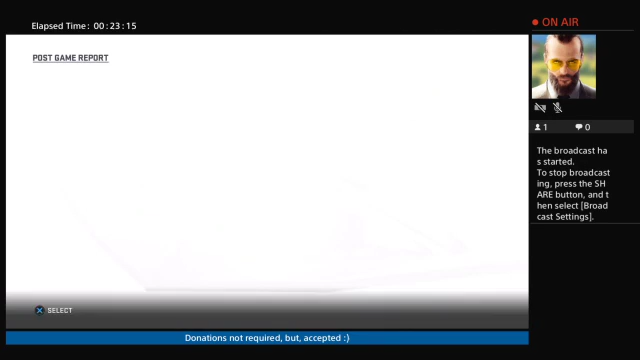 Elapsed Time: 00:23:15
ON AIR
POST GAME REPORT
1
0
The broadcast ha
s started.
To stop broadcast
ing, press the SH
ARE button, and t
hen select [Broad
cast Settings].
SELECT
Donations not required, but, accepted :)